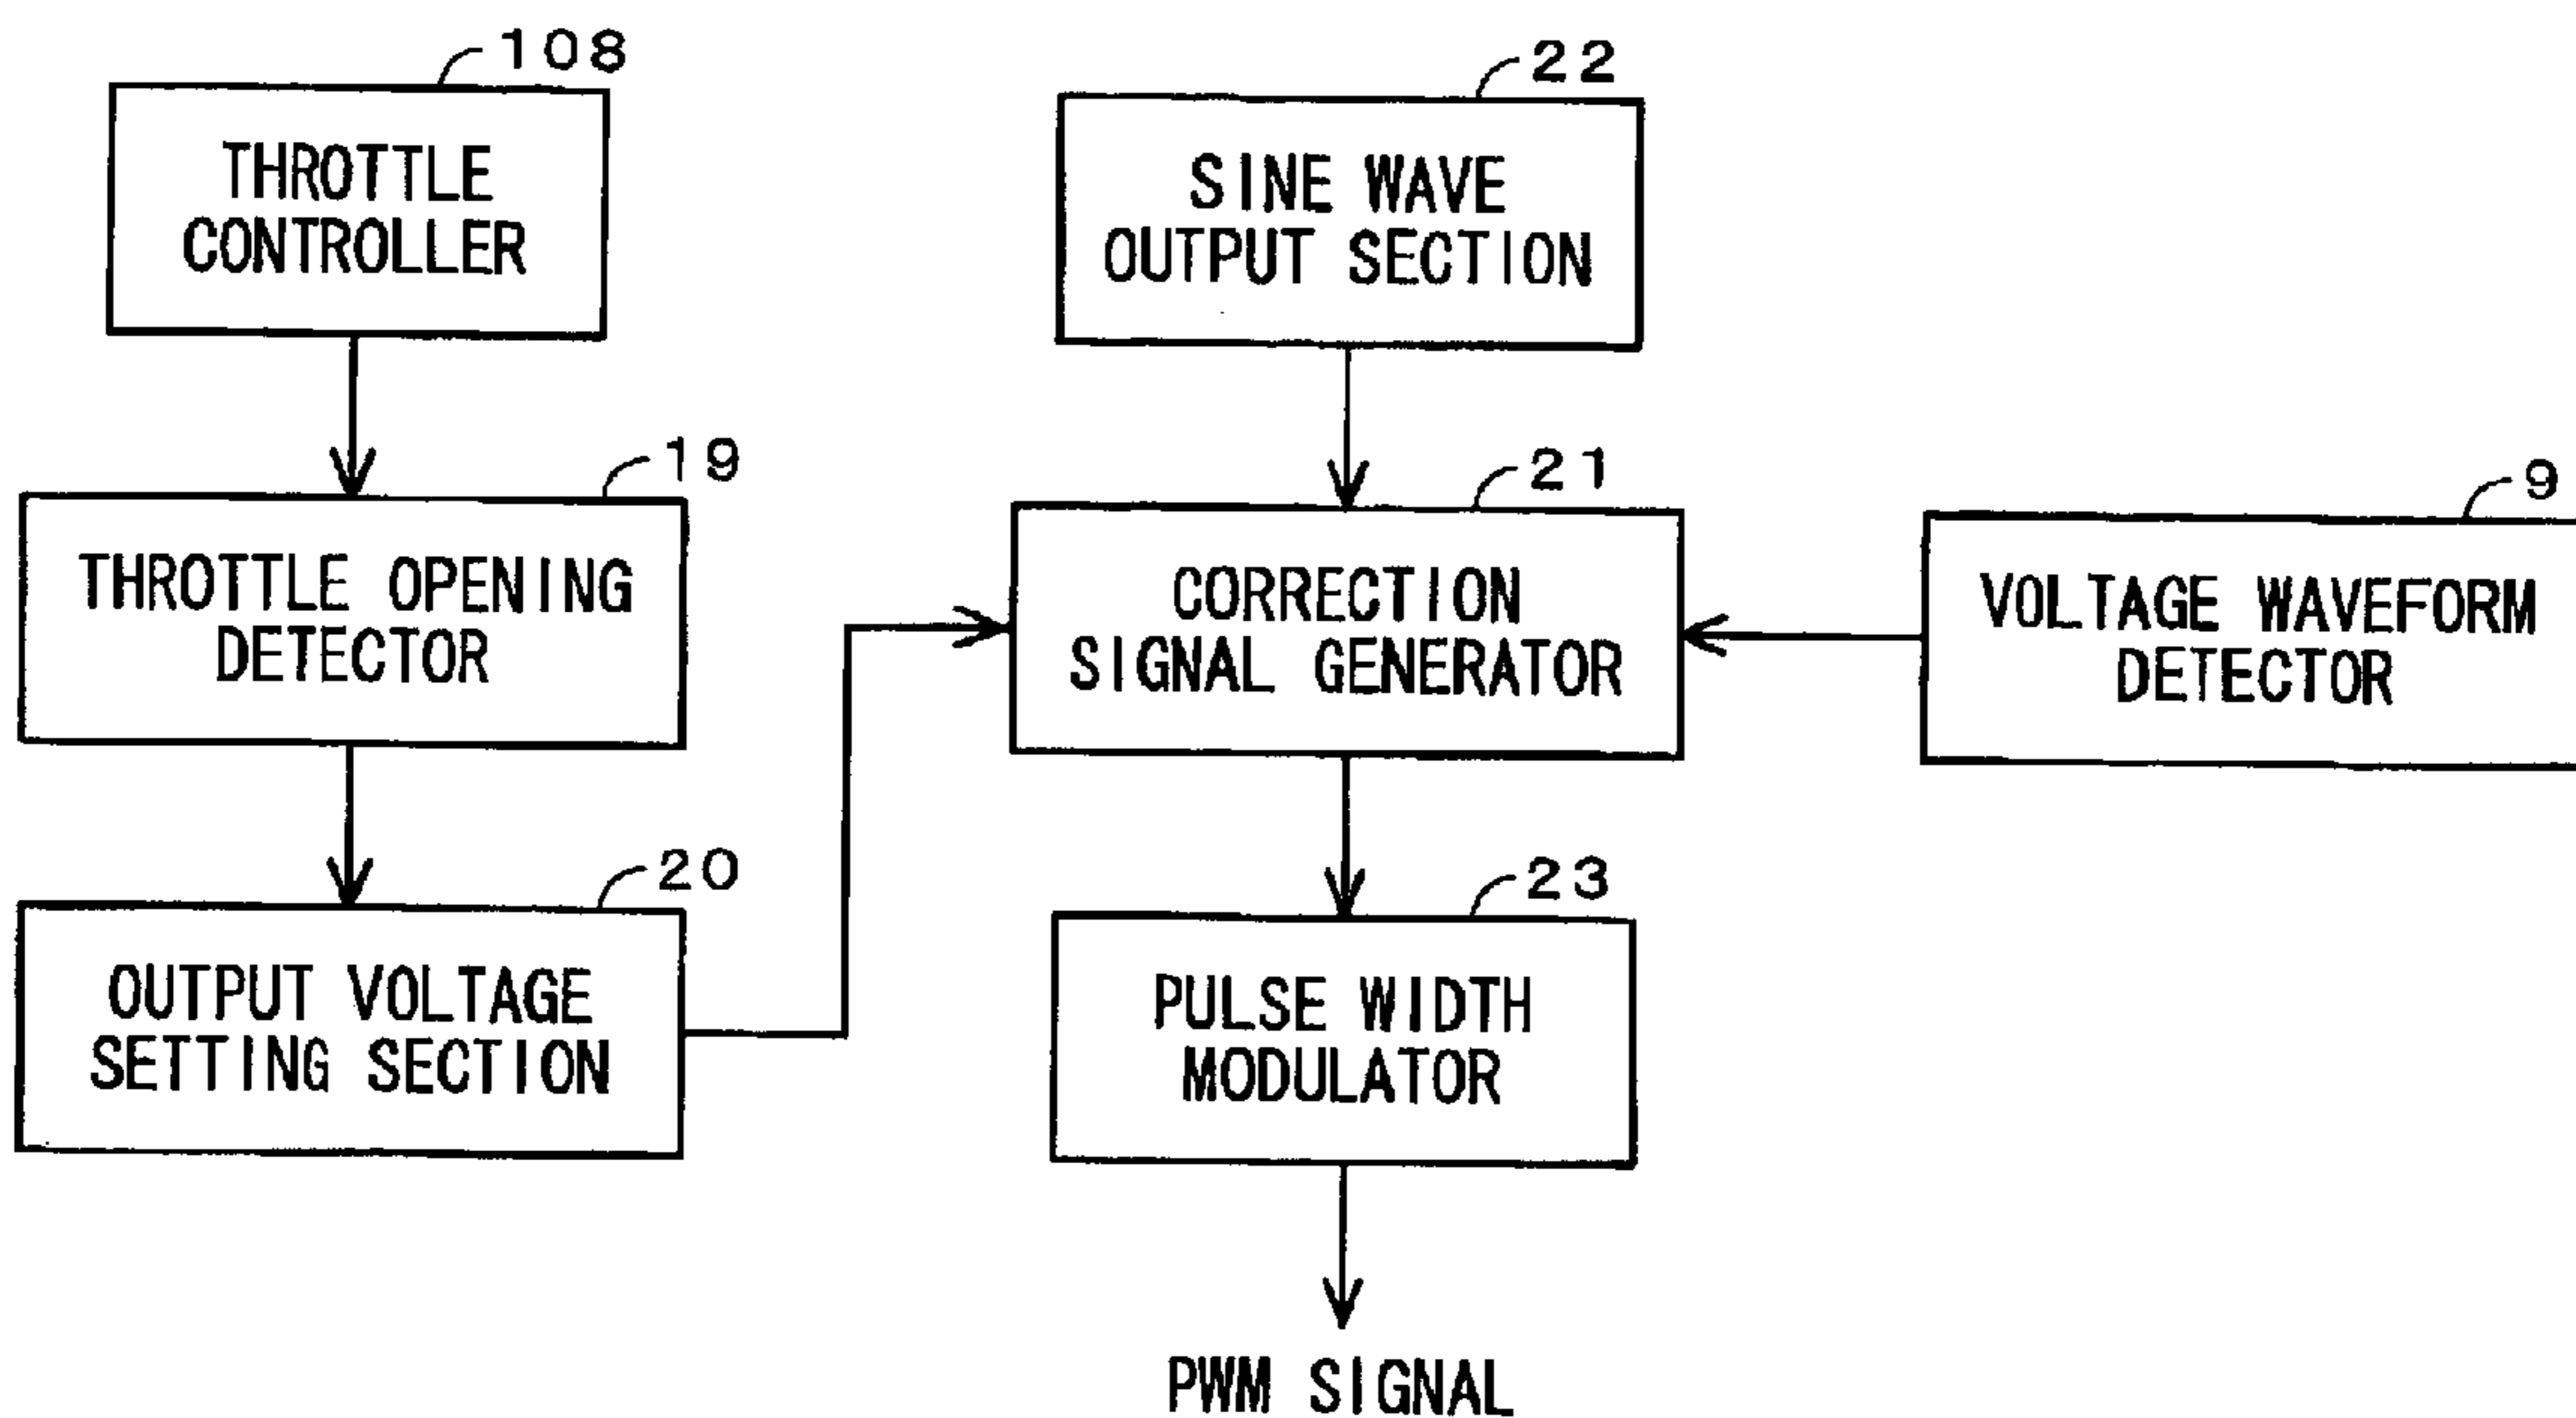 108
THROTTLE
CONTROLLER
22
SINE WAVE
OUTPUT SECTION
19
THROTTLE OPENING
DETECTOR
21
CORRECTION
SIGNAL GENERATOR
9
VOLTAGE WAVEFORM
DETECTOR
20
OUTPUT VOLTAGE
SETTING SECTION
23
PULSE WIDTH
MODULATOR
PWM SIGNAL